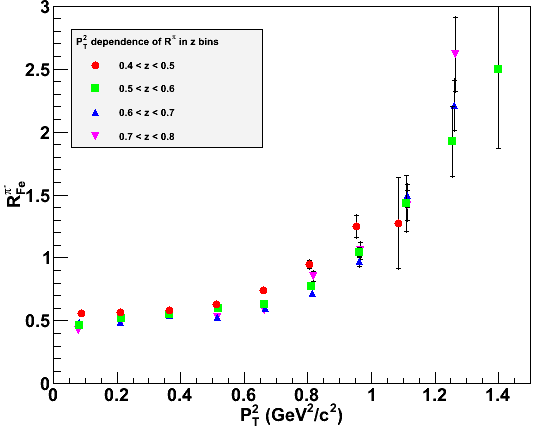 3
P_T^2 dependence of R^π in z bins
0.4 < z < 0.5
0.5 < z < 0.6
0.6 < z < 0.7
0.7 < z < 0.8
2.5
2
R_Fe^π+
1.5
1
0.5
0
0 0.2 0.4 0.6 0.8 1 1.2 1.4
P_T^2 (GeV^2/c^2)